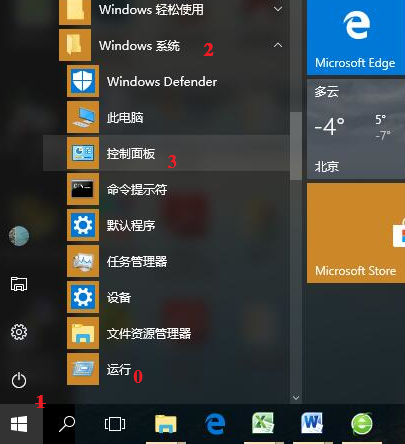 Windows 轻松使用
Windows 系统
2
Windows Defender
此电脑
控制面板
3
命令提示符
默认程序
任务管理器
设备
文件资源管理器
运行
0
1
Microsoft Edge
多云
-4°
5°
-7°
北京
Microsoft Store